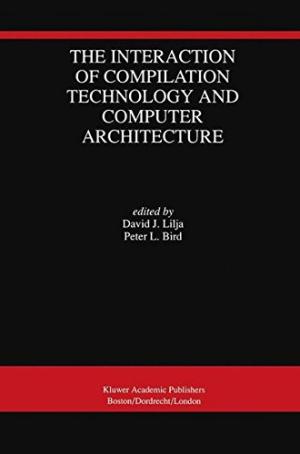 THE INTERACTION
OF COMPILATION
TECHNOLOGY AND
COMPUTER
ARCHITECTURE
edited by
David J. Lilja
Peter L. Bird
Kluwer Academic Publishers
Boston/Dordrecht/London